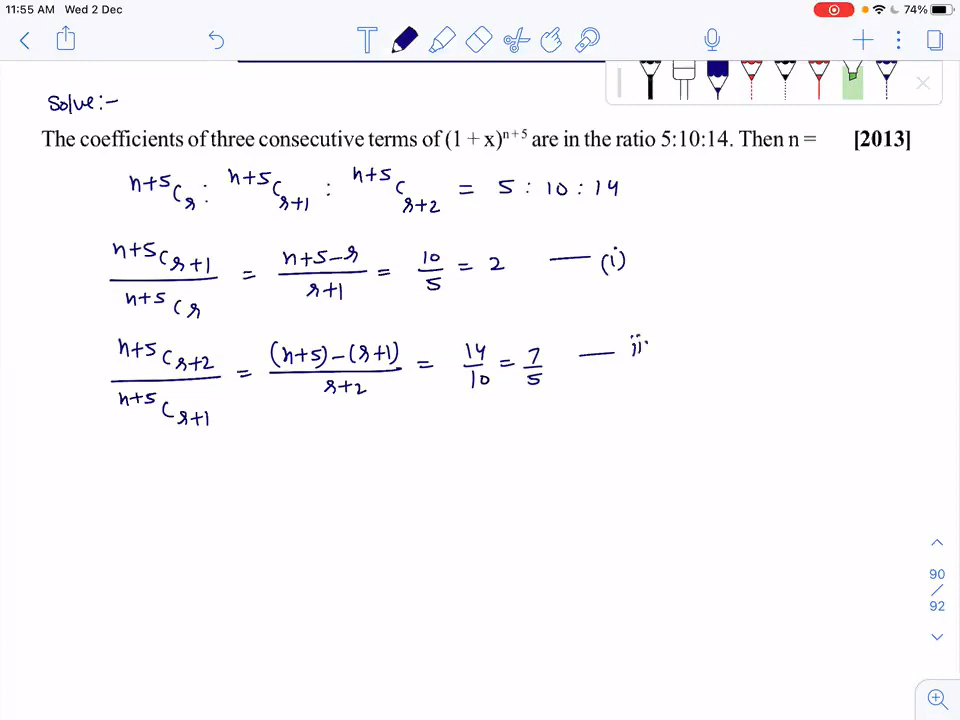 11:55 AM Wed 2 Dec 74%
T
Solve:-
The coefficients of three consecutive terms of (1 + x)ⁿ⁺⁵ are in the ratio 5:10:14. Then n = [2013]
n+5Cr : n+5Cr+1 : n+5Cr+2 = 5 : 10 : 14
n+5Cr+1 / n+5Cr = n+5-r / r+1 = 10/5 = 2 — (i)
n+5Cr+2 / n+5Cr+1 = (n+5)-(r+1) / r+2 = 14/10 = 7/5 — ii
90
/
92